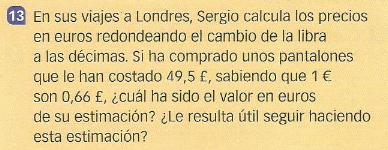 13 En sus viajes a Londres, Sergio calcula los precios
en euros redondeando el cambio de la libra
a las décimas. Si ha comprado unos pantalones
que le han costado 49,5 £, sabiendo que 1 €
son 0,66 £, ¿cuál ha sido el valor en euros
de su estimación? ¿Le resulta útil seguir haciendo
esta estimación?